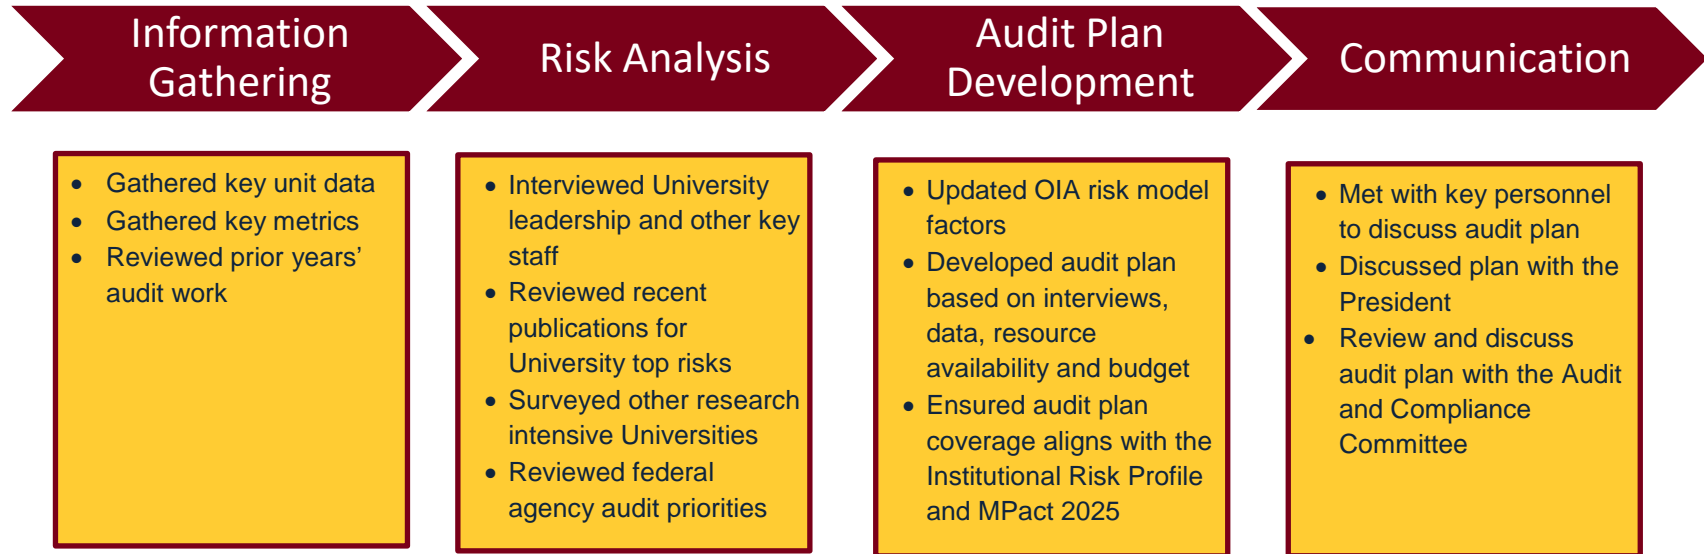 Information
Gathering
Risk Analysis
Audit Plan
Development
Communication
• Gathered key unit data
• Gathered key metrics
• Reviewed prior years’
audit work
• Interviewed University
leadership and other key
staff
• Reviewed recent
publications for
University top risks
• Surveyed other research
intensive Universities
• Reviewed federal
agency audit priorities
• Updated OIA risk model
factors
• Developed audit plan
based on interviews,
data, resource
availability and budget
• Ensured audit plan
coverage aligns with the
Institutional Risk Profile
and MPact 2025
• Met with key personnel
to discuss audit plan
• Discussed plan with the
President
• Review and discuss
audit plan with the Audit
and Compliance
Committee